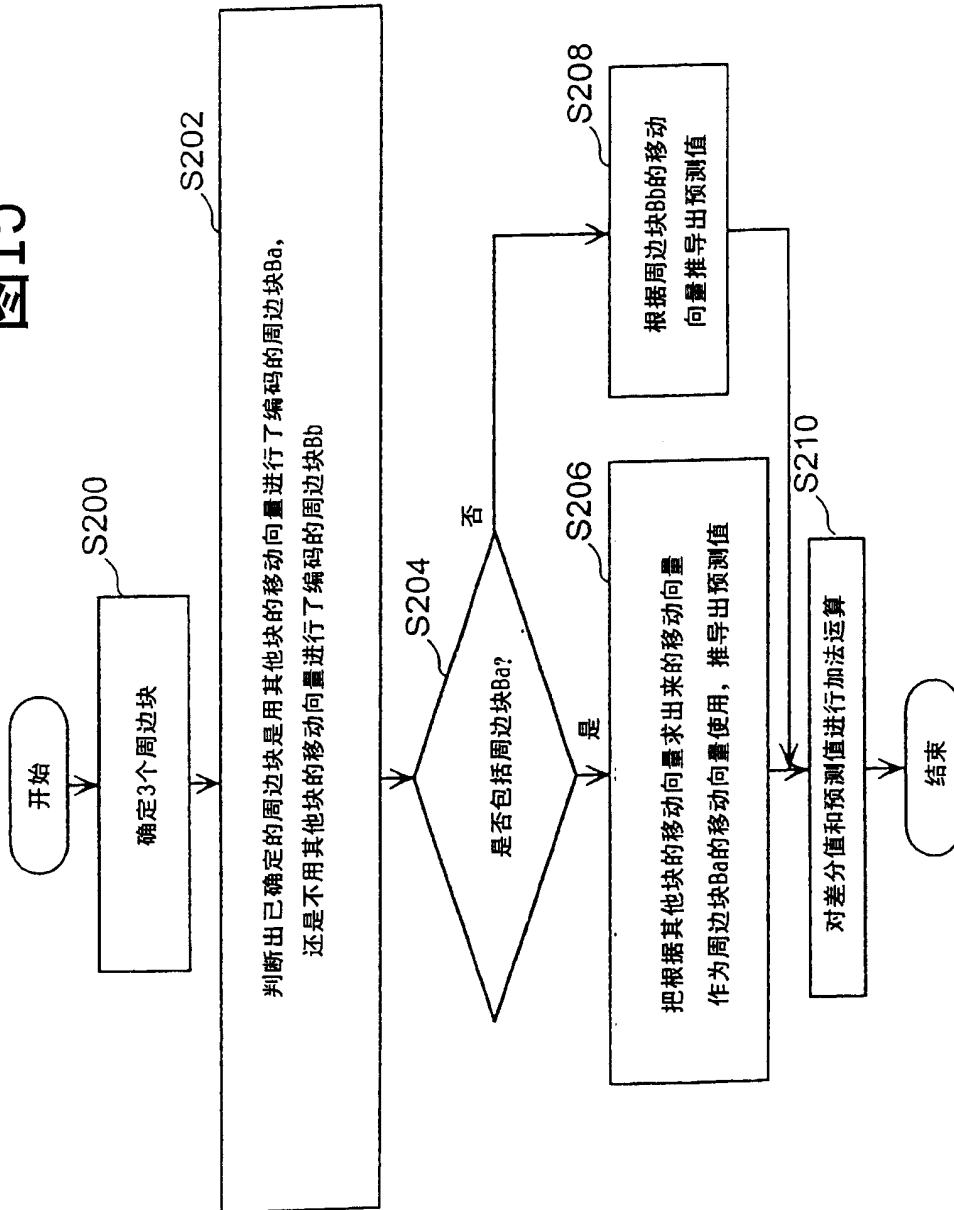 图15
开始
S200
确定3个周边块
S202
判断出已确定的周边块是用其他块的移动向量进行了编码的周边块Ba,
还是不用其他块的移动向量进行了编码的周边块Bb
S204
是否包括周边块Ba?
否
是
S206
把根据其他块的移动向量求出来的移动向量
作为周边块Ba的移动向量使用，推导出预测值
S208
根据周边块Bb的移动
向量推导出预测值
S210
对差分值和预测值进行加法运算
结束